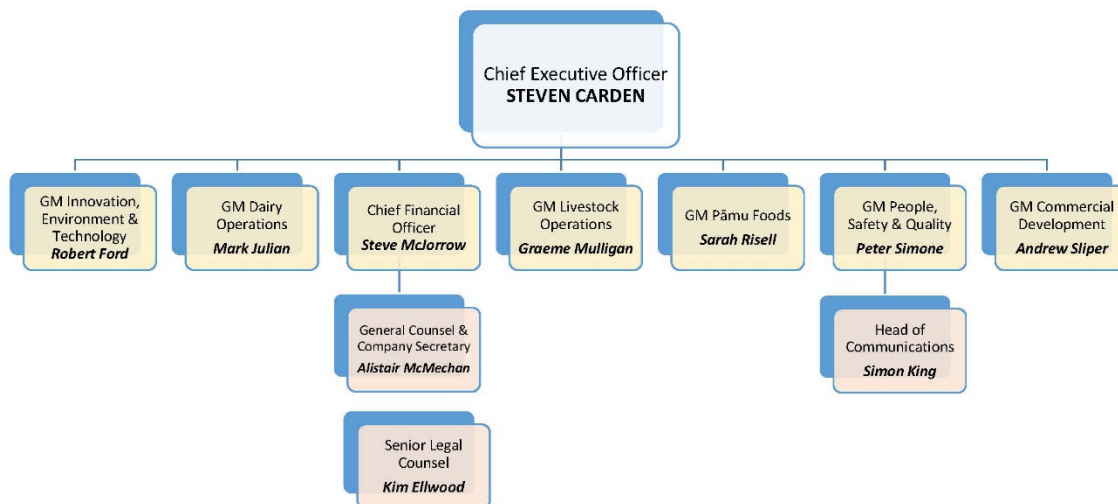 Chief Executive Officer
STEVEN CARDEN
GM Innovation,
Environment &
Technology
Robert Ford
GM Dairy
Operations
Mark Julian
Chief Financial
Officer
Steve McJorrow
GM Livestock
Operations
Graeme Mulligan
GM Pāmu Foods
Sarah Risell
GM People,
Safety & Quality
Peter Simone
GM Commercial
Development
Andrew Sliper
General Counsel &
Company Secretary
Alistair McMechan
Head of
Communications
Simon King
Senior Legal
Counsel
Kim Ellwood